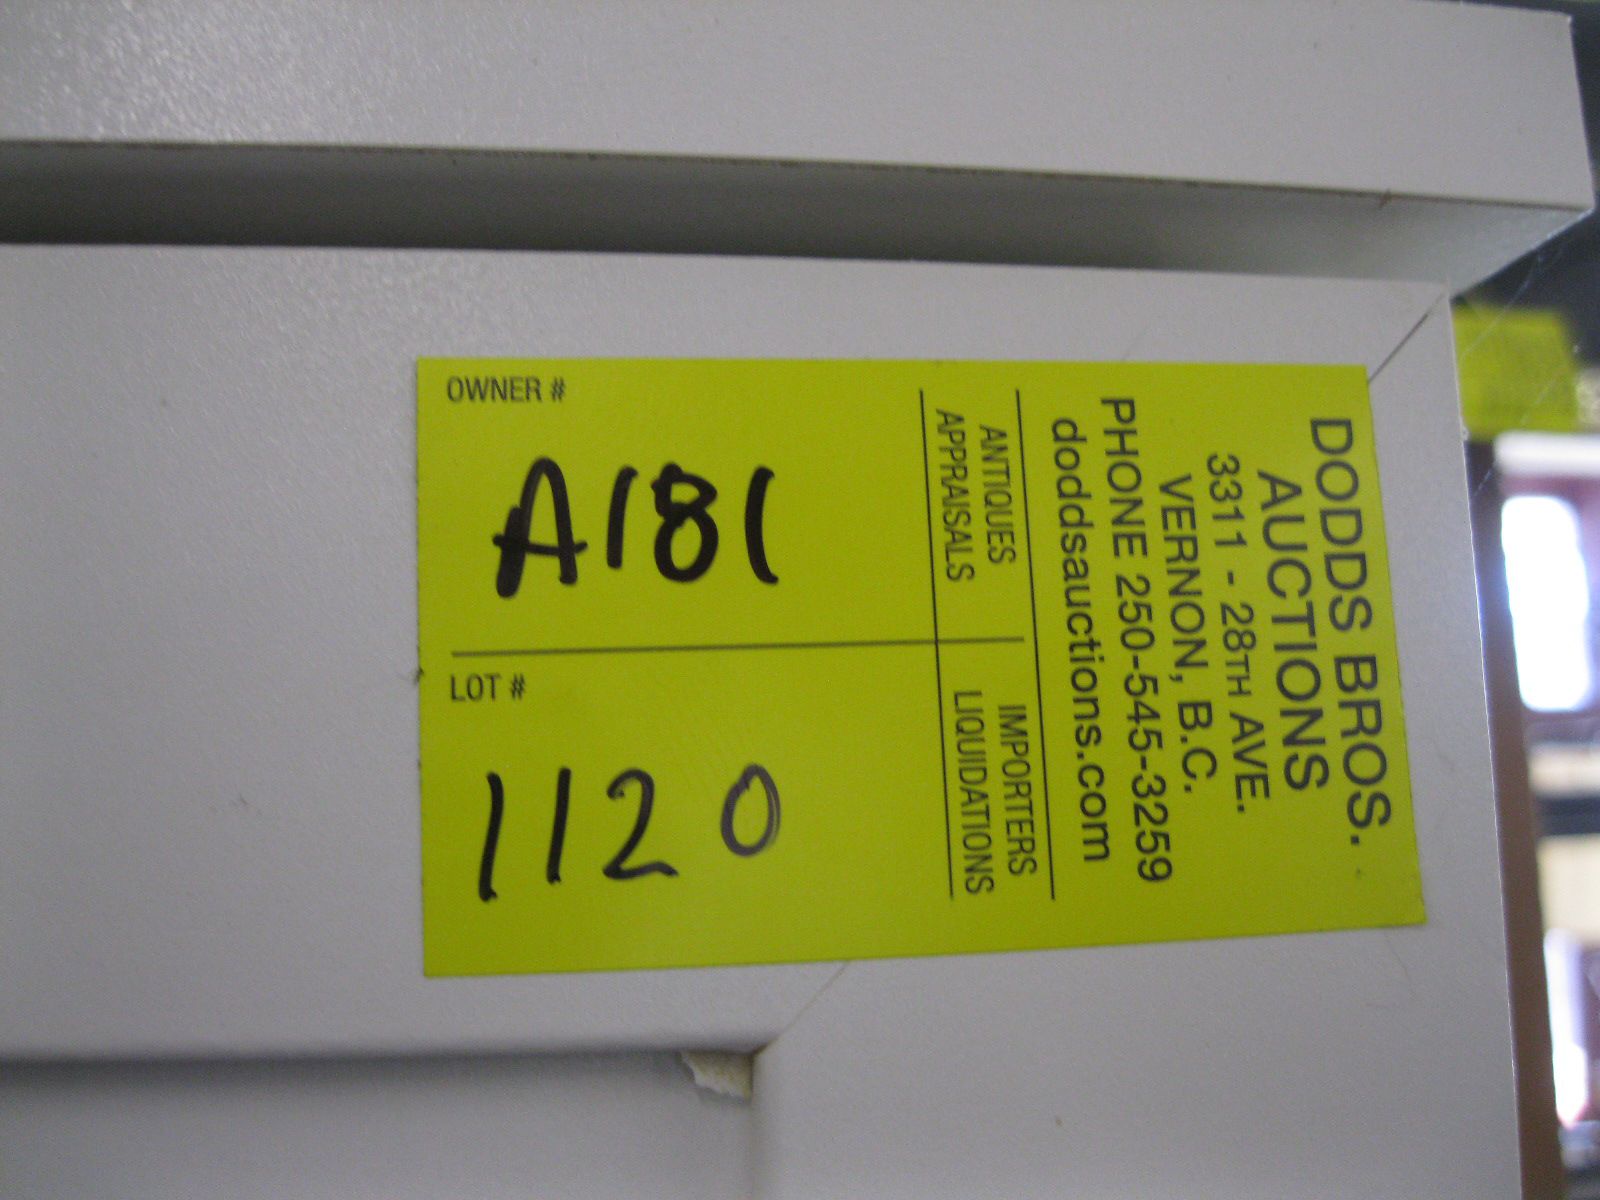 DODDS BROS.
AUCTIONS
3311 - 28TH AVE.
VERNON, B.C.
PHONE 250-545-3259
doddsauctions.com
ANTIQUES
APPRAISALS
IMPORTERS
LIQUIDATIONS
OWNER #
A181
LOT #
1120